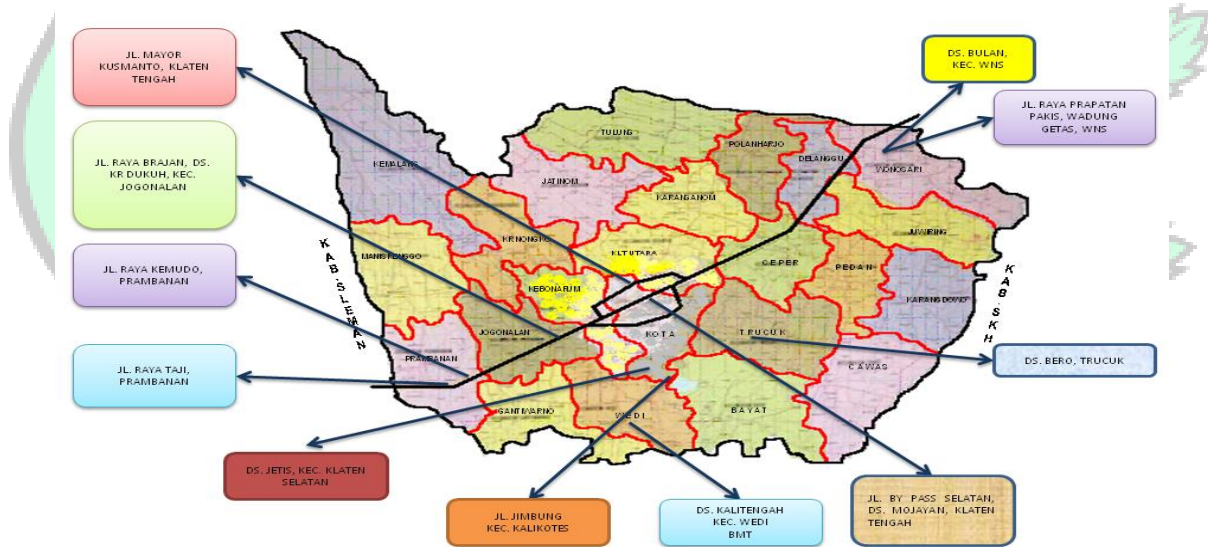 JL. MAYOR
KUSMANTO, KLATEN
TENGAH
DS. BULAN,
KEC. WNS
JL. RAYA PRAPATAN
PAKIS, WADUNG
GETAS, WNS
JL. RAYA BRAJAN, DS.
KR DUKUH, KEC.
JOGONALAN
JL. RAYA KEMUDO,
PRAMBANAN
JL. RAYA TAJI,
PRAMBANAN
TULUNG
POLANHARJO
DELANGGU
WONOSARI
KEMALANG
JATINOM
KARANGANOM
JUWIRING
KR NONGKO
KLT UTARA
CEPER
PEDAN
MANISRENGGO
KEBONARUM
KARANGDOWO
KAB.SLEMAN
KAB.SKH
JOGONALAN
KOTA
TRUCUK
PRAMBANAN
CAWAS
GANTIWARNO
WEDI
BAYAT
DS. BERO, TRUCUK
DS. JETIS, KEC. KLATEN
SELATAN
JL. JIMBUNG
KEC. KALIKOTES
DS. KALITENGAH
KEC. WEDI
BMT
JL. BY PASS SELATAN,
DS. MOJAYAN, KLATEN
TENGAH